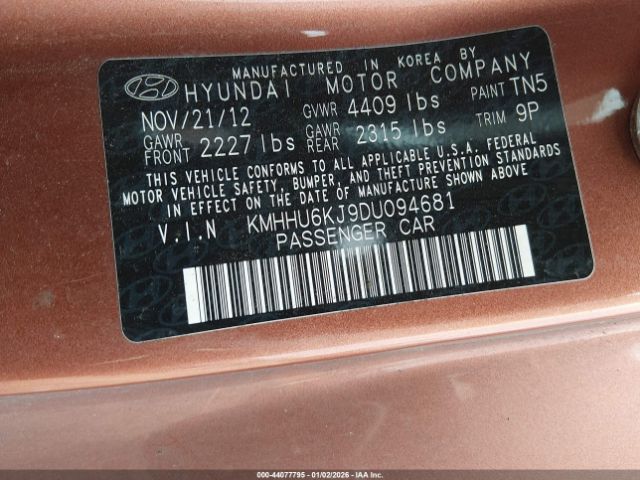 MANUFACTURED IN KOREA BY
HYUNDAI MOTOR COMPANY
NOV/21/12 GVWR 4409 lbs PAINT TN5
GAWR FRONT 2227 lbs GAWR REAR 2315 lbs TRIM 9P
THIS VEHICLE CONFORMS TO ALL APPLICABLE U.S.A. FEDERAL
MOTOR VEHICLE SAFETY, BUMPER, AND THEFT PREVENTION STANDARDS
IN EFFECT ON THE DATE OF MANUFACTURE SHOWN ABOVE.
V.I.N KMHHU6KJ9DU094681
PASSENGER CAR
000-44077795 - 01/02/2026 - IAA Inc.